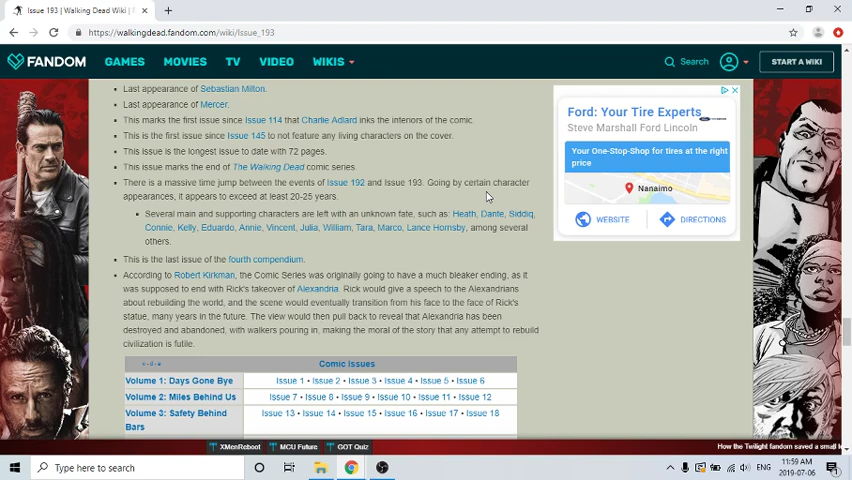 Issue 193 | Walking Dead Wiki | F
https://walkingdead.fandom.com/wiki/Issue_193
FANDOM GAMES MOVIES TV VIDEO WIKIS Search START A WIKI
Last appearance of Sebastian Milton.
Last appearance of Mercer.
This marks the first issue since Issue 114 that Charlie Adlard inks the interiors of the comic.
This is the first issue since Issue 145 to not feature any living characters on the cover.
This issue is the longest issue to date with 72 pages.
This issue marks the end of The Walking Dead comic series.
There is a massive time jump between the events of Issue 192 and Issue 193. Going by certain character
appearances, it appears to exceed at least 20-25 years.
Several main and supporting characters are left with an unknown fate, such as: Heath, Dante, Siddiq,
Connie, Kelly, Eduardo, Annie, Vincent, Julia, William, Tara, Marco, Lance Hornsby, among several
others.
This is the last issue of the fourth compendium.
According to Robert Kirkman, the Comic Series was originally going to have a much bleaker ending, as it
was supposed to end with Rick's takeover of Alexandria. Rick would give a speech to the Alexandrians
about rebuilding the world, and the scene would eventually transition from his face to the face of Rick's
statue, many years in the future. The view would then pull back to reveal that Alexandria has been
destroyed and abandoned, with walkers pouring in, making the moral of the story that any attempt to rebuild
civilization is futile.
v·d·e Comic Issues
Volume 1: Days Gone Bye Issue 1 • Issue 2 • Issue 3 • Issue 4 • Issue 5 • Issue 6
Volume 2: Miles Behind Us Issue 7 • Issue 8 • Issue 9 • Issue 10 • Issue 11 • Issue 12
Volume 3: Safety Behind Issue 13 • Issue 14 • Issue 15 • Issue 16 • Issue 17 • Issue 18
Bars
Ford: Your Tire Experts
Steve Marshall Ford Lincoln
Your One-Stop-Shop for tires at the right
price
Nanaimo
WEBSITE DIRECTIONS
XMenReboot MCU Future GOT Quiz How the Twilight fandom saved a small to
Type here to search
ENG
11:59 AM
2019-07-06